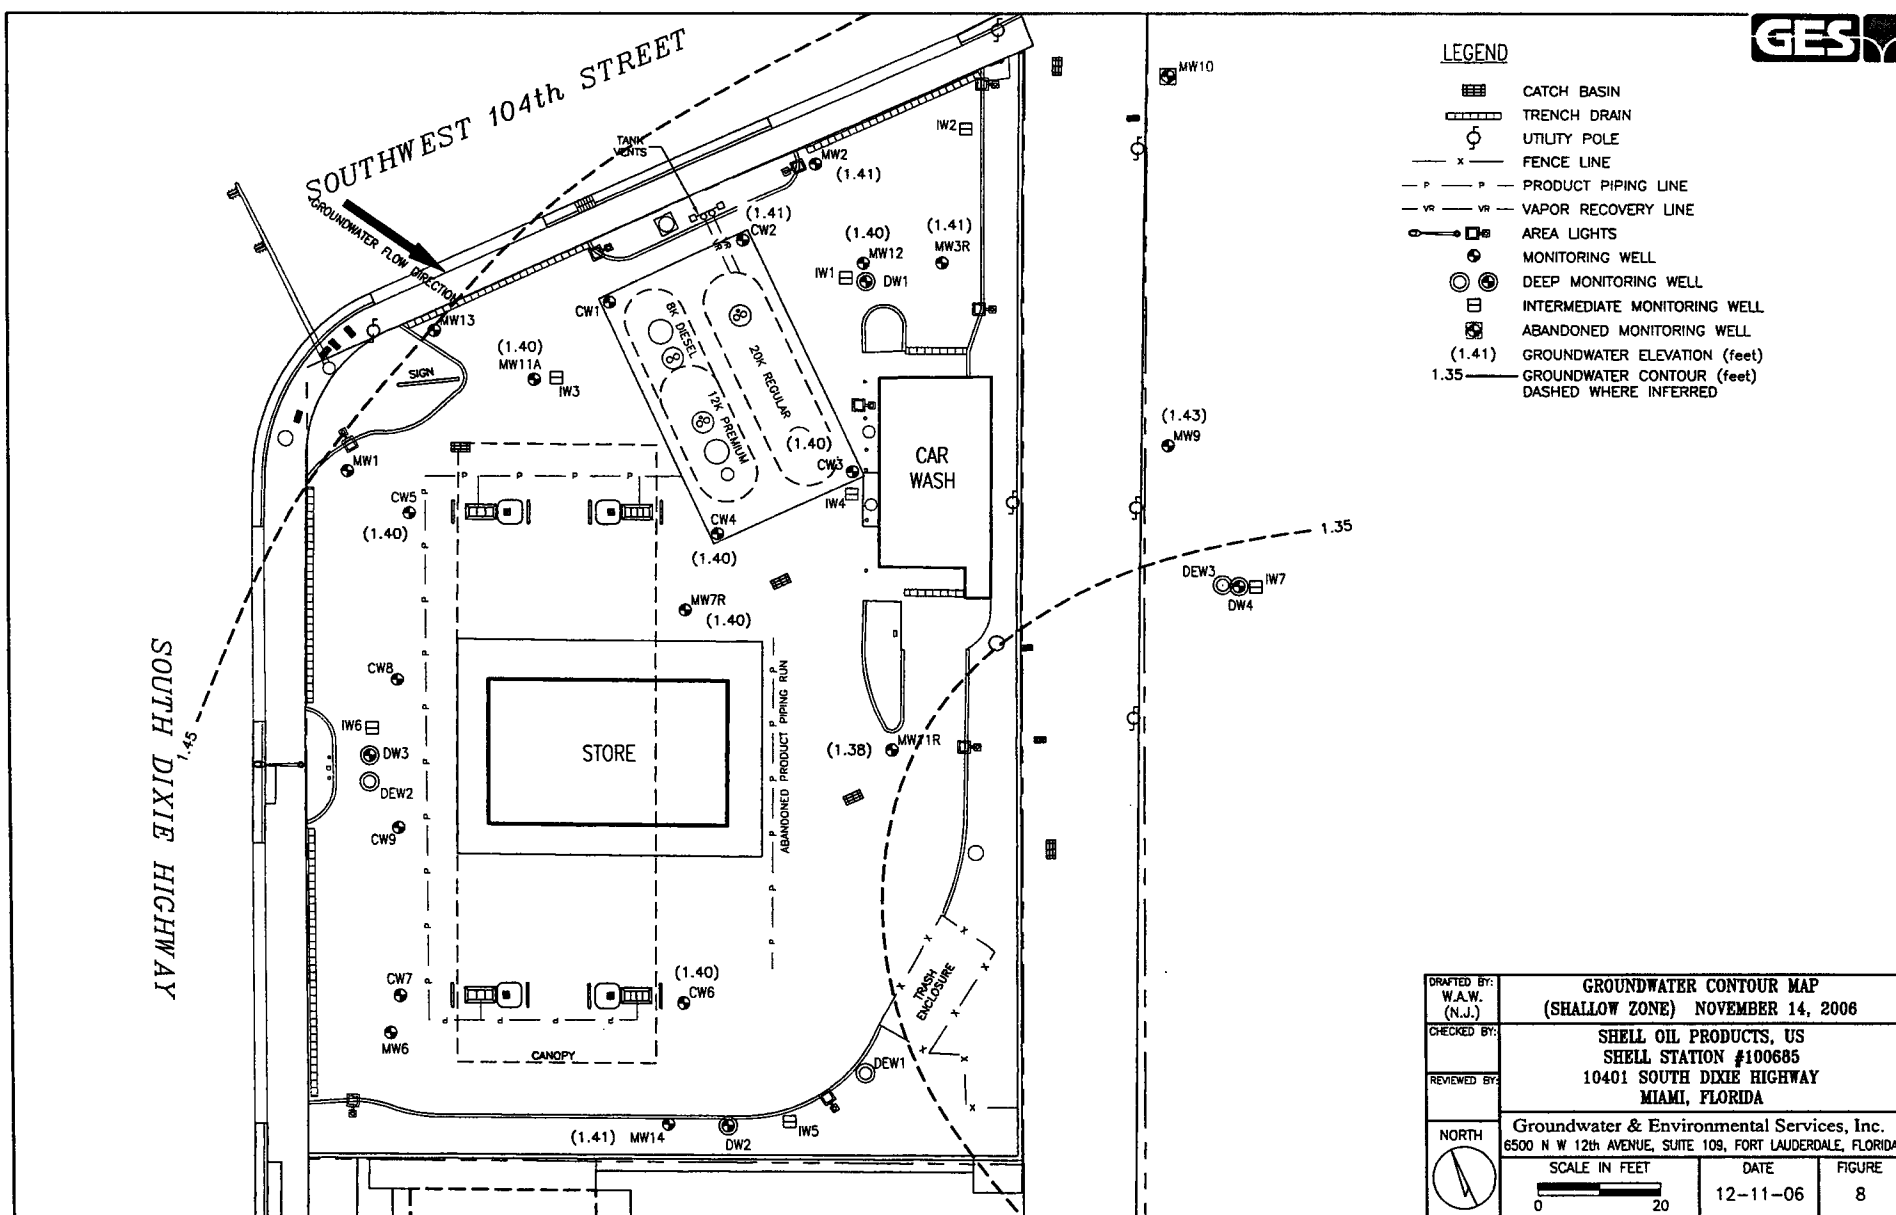 GES
LEGEND
CATCH BASIN
TRENCH DRAIN
UTILITY POLE
x FENCE LINE
P P PRODUCT PIPING LINE
VR VR VAPOR RECOVERY LINE
AREA LIGHTS
MONITORING WELL
DEEP MONITORING WELL
INTERMEDIATE MONITORING WELL
ABANDONED MONITORING WELL
(1.41) GROUNDWATER ELEVATION (feet)
1.35 GROUNDWATER CONTOUR (feet)
DASHED WHERE INFERRED
SOUTHWEST 104th STREET
GROUNDWATER FLOW DIRECTION
TANK
VENTS
MW10
IW2
MW2
(1.41)
(1.41)
CW2
(1.40)
MW12
(1.41)
MW3R
IW1
DW1
CW1
MW13
(1.40)
MW11A
IW3
SIGN
8K DIESEL
20K REGULAR
12K PREMIUM
(1.40)
CW3
IW4
CAR
WASH
(1.43)
MW9
MW1
CW5
(1.40)
CW4
(1.40)
1.35
DEW3
IW7
DW4
MW7R
(1.40)
SOUTH DIXIE HIGHWAY
1.45
CW8
IW6
DW3
DEW2
CW9
STORE
ABANDONED PRODUCT PIPING RUN
(1.38)
MW11R
CW7
(1.40)
CW6
MW6
CANOPY
TRASH
ENCLOSURE
DEW1
(1.41) MW14
DW2
IW5
DRAFTED BY:
W.A.W.
(N.J.)
CHECKED BY:
REVIEWED BY:
NORTH
GROUNDWATER CONTOUR MAP
(SHALLOW ZONE) NOVEMBER 14, 2006
SHELL OIL PRODUCTS, US
SHELL STATION #100685
10401 SOUTH DIXIE HIGHWAY
MIAMI, FLORIDA
Groundwater & Environmental Services, Inc.
6500 N W 12th AVENUE, SUITE 109, FORT LAUDERDALE, FLORIDA
SCALE IN FEET
0 20
DATE
12-11-06
FIGURE
8